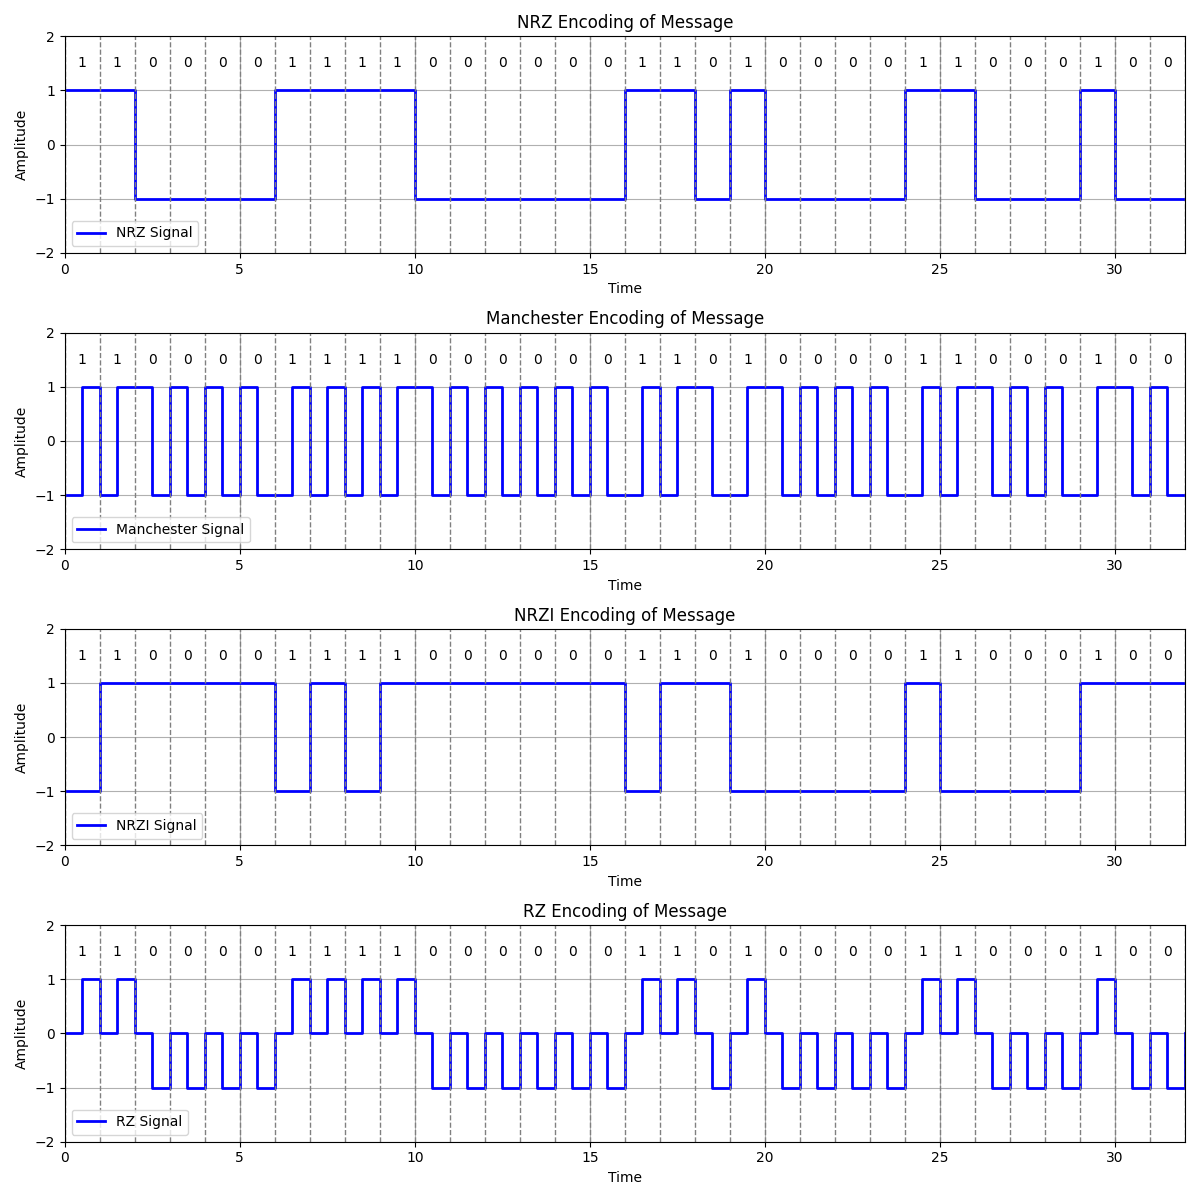 NRZ Encoding of Message
2
1 1 0 0 0 0 1 1 1 1 0 0 0 0 0 0 1 1 0 1 0 0 0 0 1 1 0 0 0 1 0 0
1
0
−1
−2
Amplitude
NRZ Signal
0 5 10 15 20 25 30
Time
Manchester Encoding of Message
2
1 1 0 0 0 0 1 1 1 1 0 0 0 0 0 0 1 1 0 1 0 0 0 0 1 1 0 0 0 1 0 0
1
0
−1
−2
Amplitude
Manchester Signal
0 5 10 15 20 25 30
Time
NRZI Encoding of Message
2
1 1 0 0 0 0 1 1 1 1 0 0 0 0 0 0 1 1 0 1 0 0 0 0 1 1 0 0 0 1 0 0
1
0
−1
−2
Amplitude
NRZI Signal
0 5 10 15 20 25 30
Time
RZ Encoding of Message
2
1 1 0 0 0 0 1 1 1 1 0 0 0 0 0 0 1 1 0 1 0 0 0 0 1 1 0 0 0 1 0 0
1
0
−1
−2
Amplitude
RZ Signal
0 5 10 15 20 25 30
Time